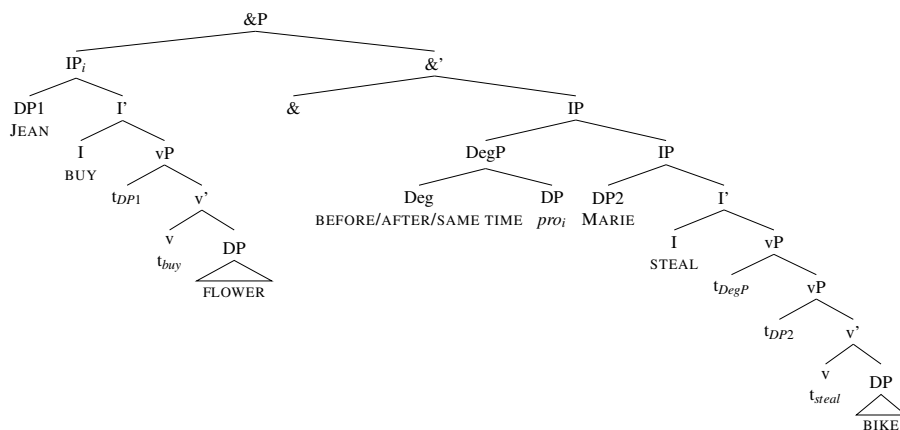 &P
IPi &’
DP1 I’ & IP
JEAN
I vP DegP IP
BUY
tDP1 v’ Deg DP DP2 I’
BEFORE/AFTER/SAME TIME proi MARIE
v DP I vP
tbuy STEAL
FLOWER tDegP vP
tDP2 v’
v DP
tsteal
BIKE